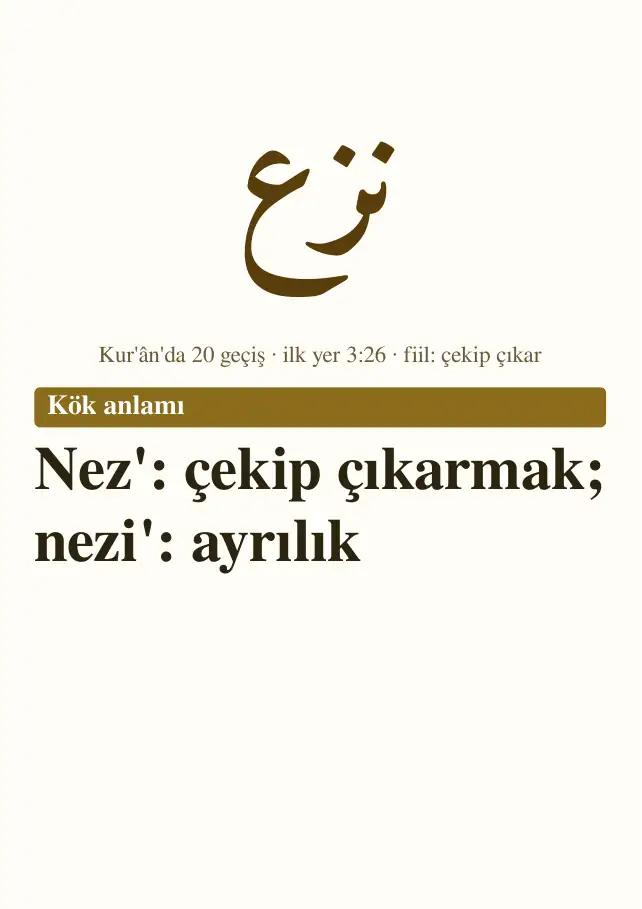 نزع
Kur'ân'da 20 geçiş · ilk yer 3:26 · fiil: çekip çıkar
Kök anlamı
Nez': çekip çıkarmak;
nezi': ayrılık